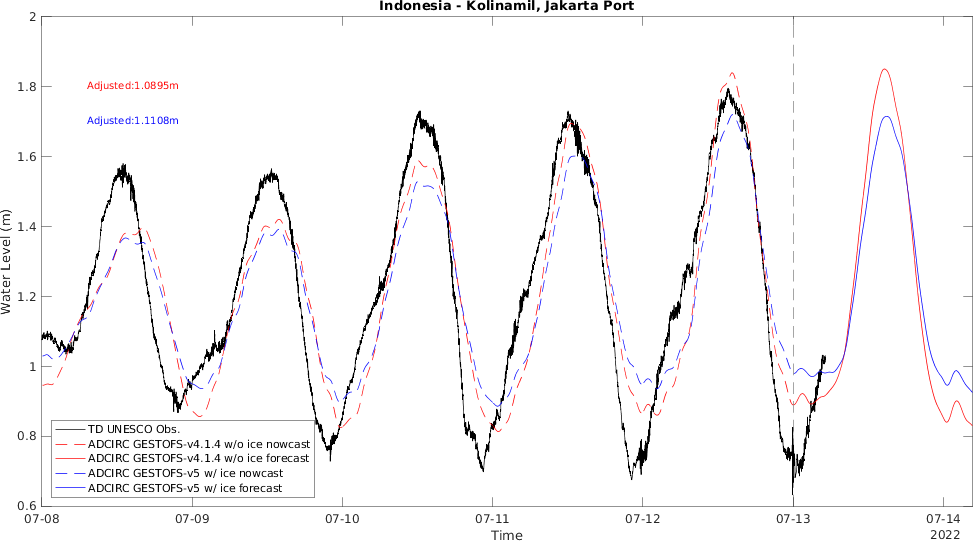 Indonesia - Kolinamil, Jakarta Port
2
1.8
1.6
1.4
1.2
1
0.8
0.6
Water Level (m)
Adjusted:1.0895m
Adjusted:1.1108m
TD UNESCO Obs.
ADCIRC GESTOFS-v4.1.4 w/o ice nowcast
ADCIRC GESTOFS-v4.1.4 w/o ice forecast
ADCIRC GESTOFS-v5 w/ ice nowcast
ADCIRC GESTOFS-v5 w/ ice forecast
07-08 07-09 07-10 07-11 07-12 07-13 07-14
Time
2022